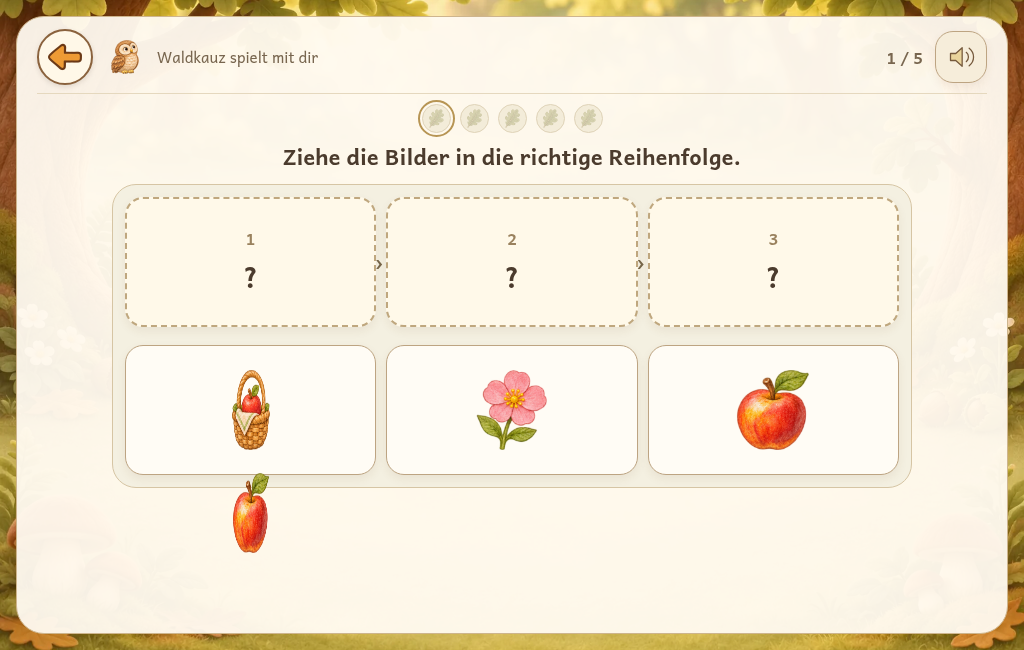 Waldkauz spielt mit dir
1 / 5
Ziehe die Bilder in die richtige Reihenfolge.
1
?
›
2
?
›
3
?